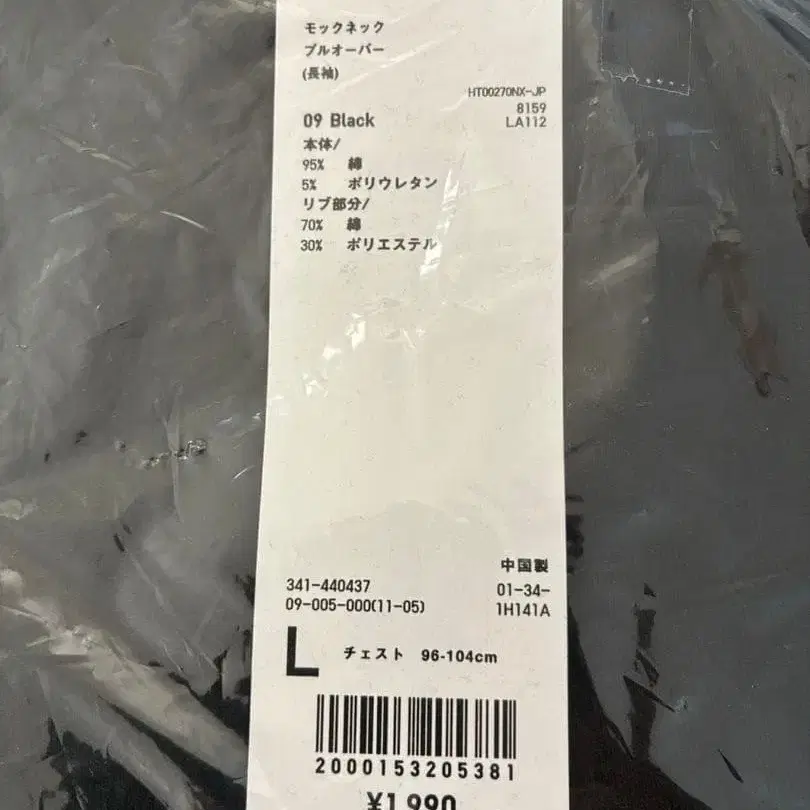 モックネック
プルオーバー
(長袖)
HT00270NX-JP
8159
09 Black LA112
本体/
95% 綿
5% ポリウレタン
リブ部分/
70% 綿
30% ポリエステル
中国製
341-440437 01-34-
09-005-000(11-05) 1H141A
L チェスト 96-104cm
2000153205381
¥1,990